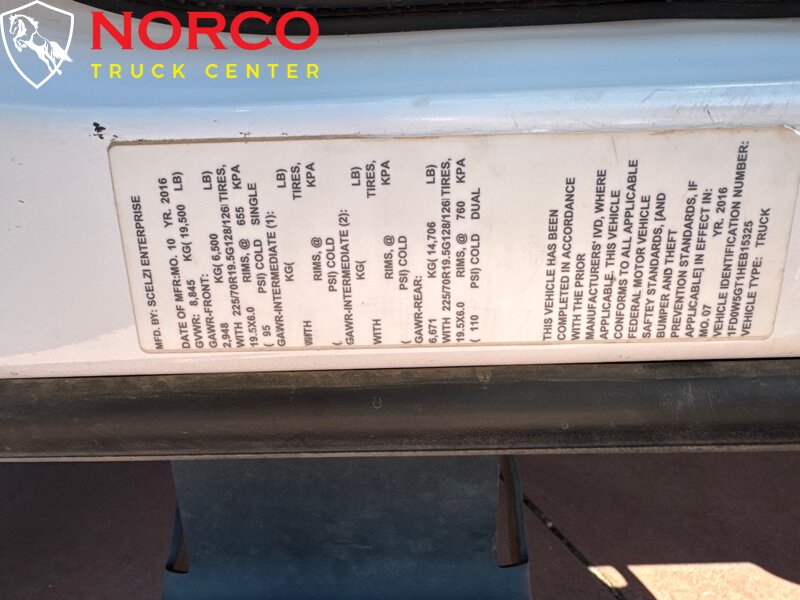 NORCO
TRUCK CENTER
MFD. BY: SCELZI ENTERPRISE
DATE OF MFR:MO. 10 YR. 2016
GVWR: 8,845 KG( 19,500 LB)
GAWR-FRONT:
2,948 KG( 6,500 LB)
WITH 225/70R19.5G128/126l TIRES,
19.5X6.0 RIMS, @ 655 KPA
( 95 PSI) COLD SINGLE
GAWR-INTERMEDIATE (1):
KG( LB)
WITH TIRES,
RIMS, @ KPA
( PSI) COLD
GAWR-INTERMEDIATE (2):
KG( LB)
WITH TIRES,
RIMS, @ KPA
( PSI) COLD
GAWR-REAR:
6,671 KG( 14,706 LB)
WITH 225/70R19.5G128/126l TIRES,
19.5X6.0 RIMS, @ 760 KPA
( 110 PSI) COLD DUAL
THIS VEHICLE HAS BEEN
COMPLETED IN ACCORDANCE
WITH THE PRIOR
MANUFACTURERS' IVD, WHERE
APPLICABLE. THIS VEHICLE
CONFORMS TO ALL APPLICABLE
FEDERAL MOTOR VEHICLE
SAFTEY STANDARDS, [AND
BUMPER AND THEFT
PREVENTION STANDARDS, IF
APPLICABLE] IN EFFECT IN:
MO. 07 YR. 2016
VEHICLE IDENTIFICATION NUMBER:
1FD0W5GT1HEB15325
VEHICLE TYPE: TRUCK